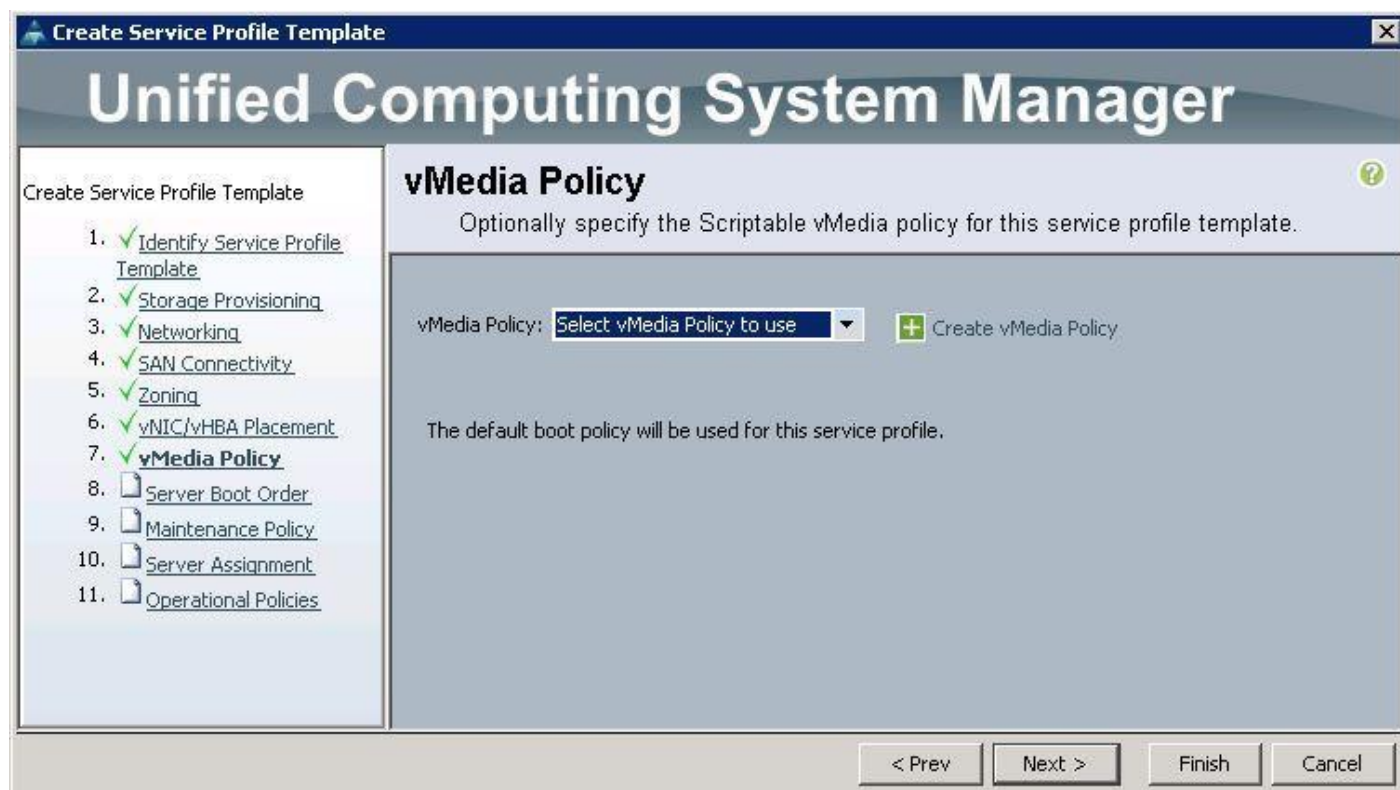 Create Service Profile Template
Unified Computing System Manager
Create Service Profile Template
1. Identify Service Profile
Template
2. Storage Provisioning
3. Networking
4. SAN Connectivity
5. Zoning
6. vNIC/vHBA Placement
7. vMedia Policy
8. Server Boot Order
9. Maintenance Policy
10. Server Assignment
11. Operational Policies
vMedia Policy
Optionally specify the Scriptable vMedia policy for this service profile template.
vMedia Policy: Select vMedia Policy to use Create vMedia Policy
The default boot policy will be used for this service profile.
< Prev Next > Finish Cancel